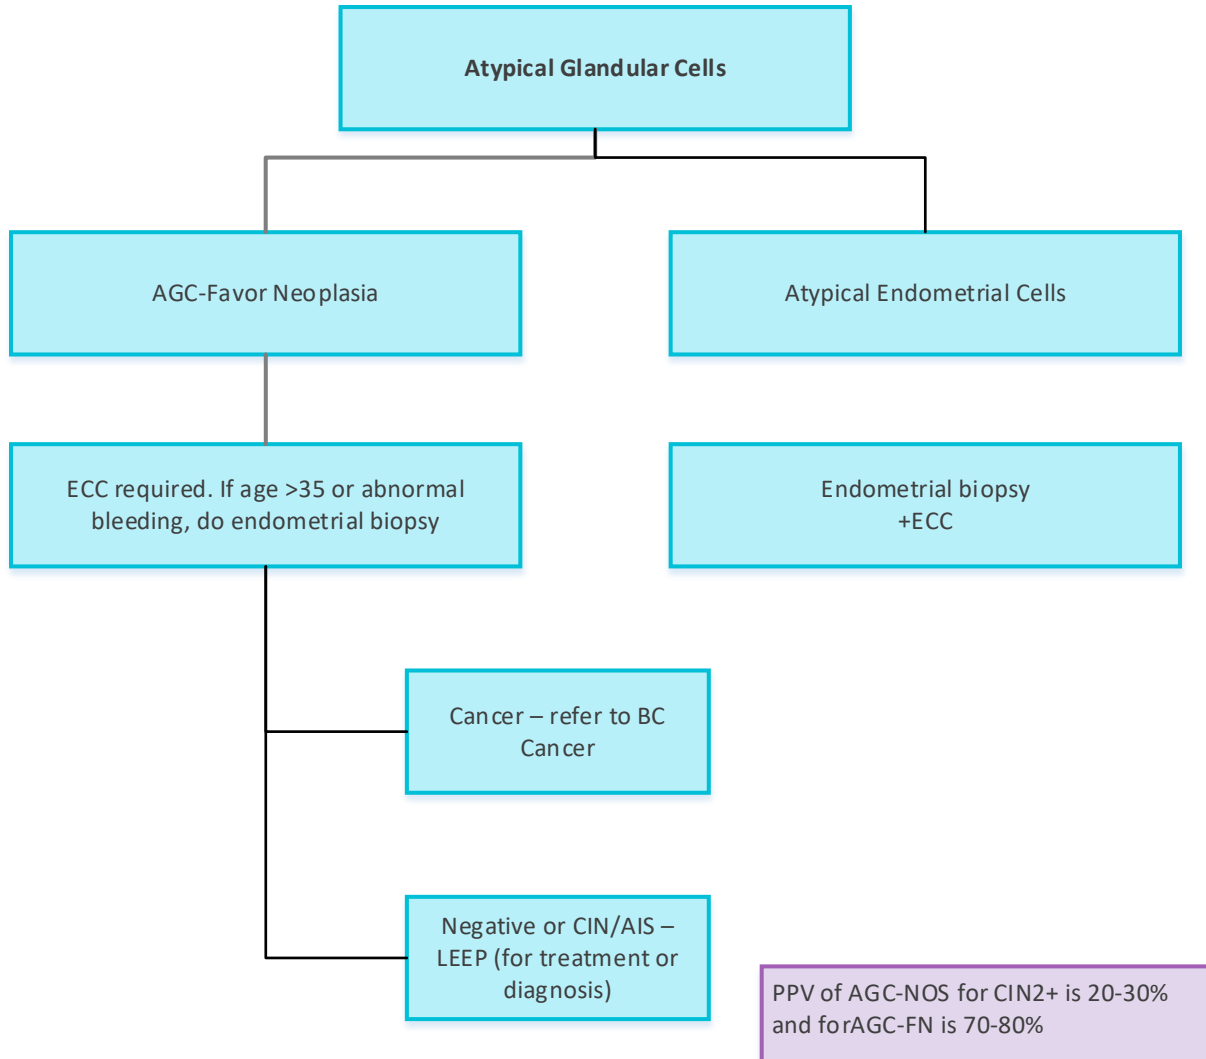 Atypical Glandular Cells
AGC-Favor Neoplasia
Atypical Endometrial Cells
ECC required. If age >35 or abnormal
bleeding, do endometrial biopsy
Endometrial biopsy
+ECC
Cancer – refer to BC
Cancer
Negative or CIN/AIS –
LEEP (for treatment or
diagnosis)
PPV of AGC-NOS for CIN2+ is 20-30%
and forAGC-FN is 70-80%